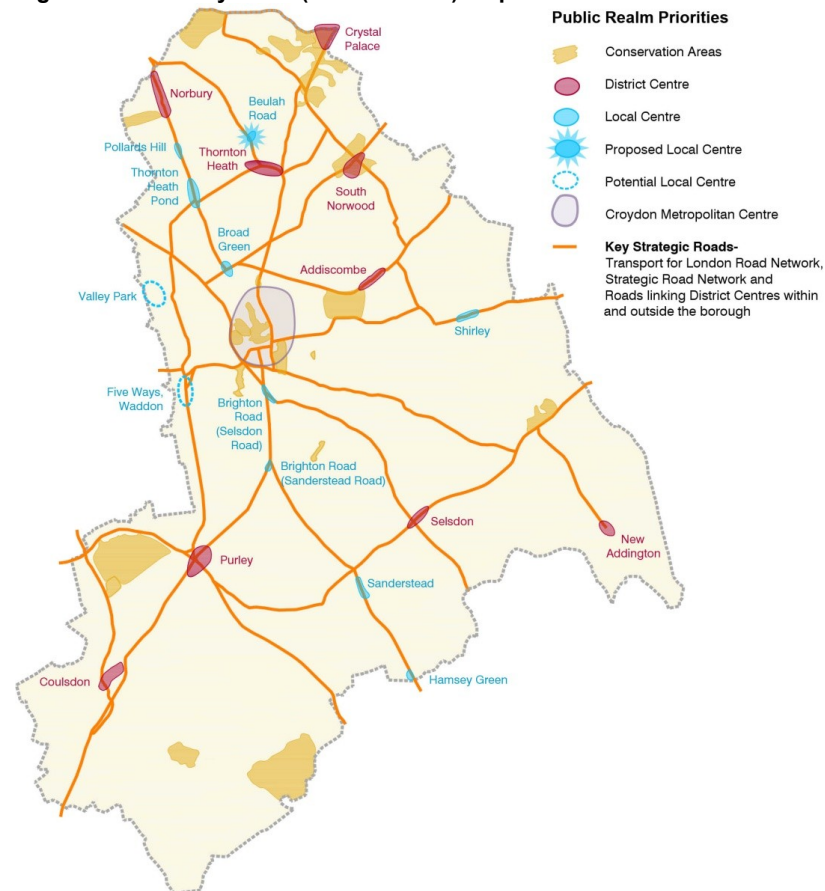 Public Realm Priorities
Conservation Areas
District Centre
Local Centre
Proposed Local Centre
Potential Local Centre
Croydon Metropolitan Centre
Key Strategic Roads-
Transport for London Road Network,
Strategic Road Network and
Roads linking District Centres within
and outside the borough
Crystal
Palace
Norbury
Beulah
Road
Pollards Hill
Thornton
Heath
Thornton
Heath
Pond
South
Norwood
Broad
Green
Addiscombe
Valley Park
Shirley
Five Ways,
Waddon
Brighton
Road
(Selsdon
Road)
Brighton Road
(Sanderstead Road)
Selsdon
New
Addington
Purley
Sanderstead
Coulsdon
Hamsey Green